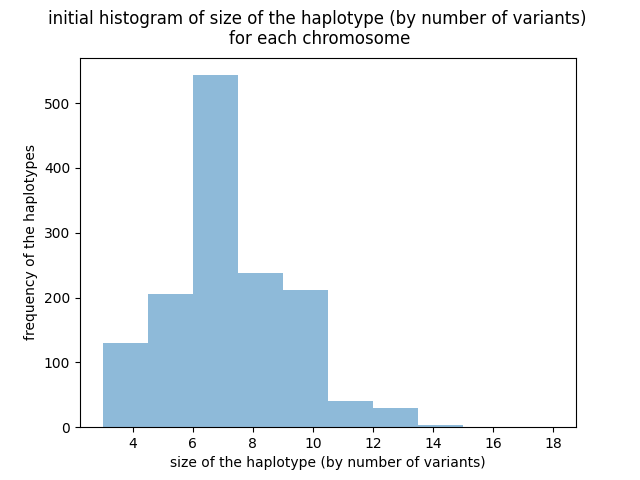 initial histogram of size of the haplotype (by number of variants)
for each chromosome
frequency of the haplotypes
500
400
300
200
100
0
4 6 8 10 12 14 16 18
size of the haplotype (by number of variants)